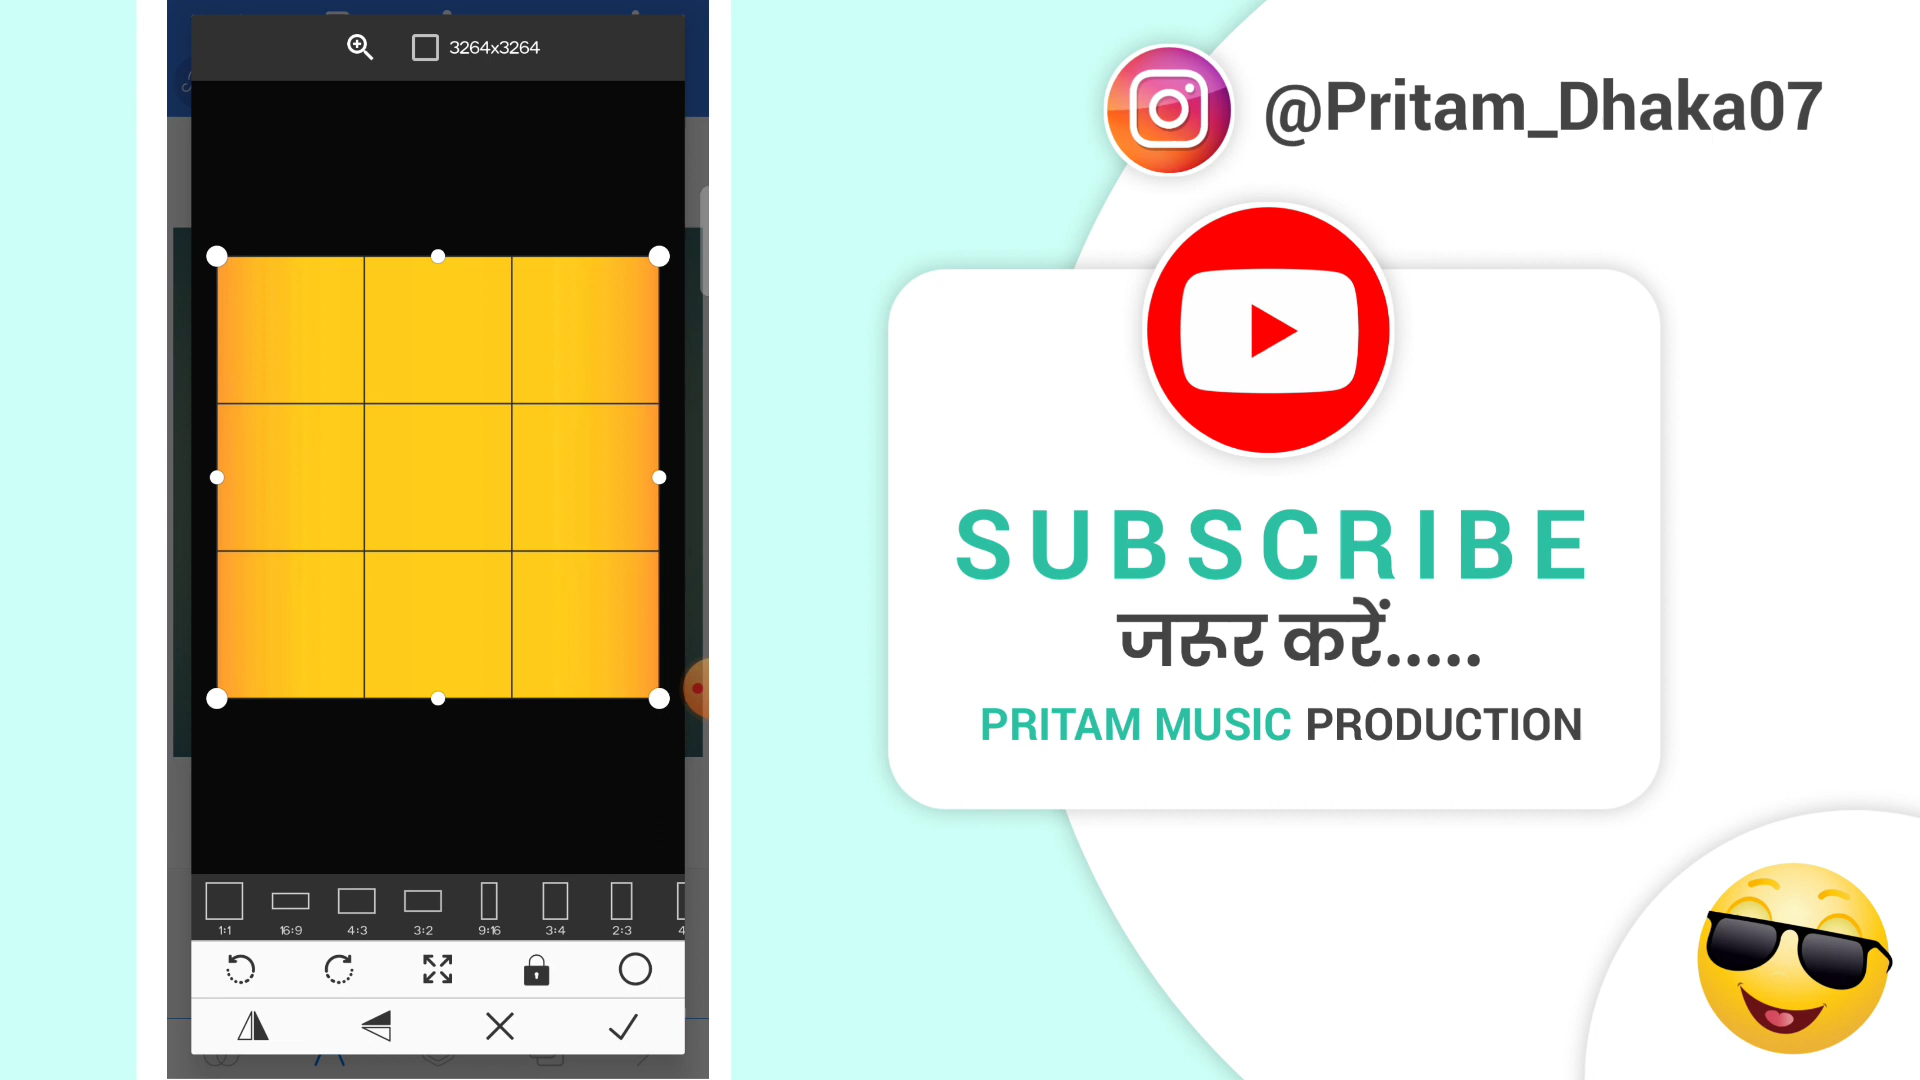 3264x3264
1:1 16:9 4:3 3:2 9:16 3:4 2:3
@Pritam_Dhaka07
SUBSCRIBE
जरूर करें.....
PRITAM MUSIC PRODUCTION